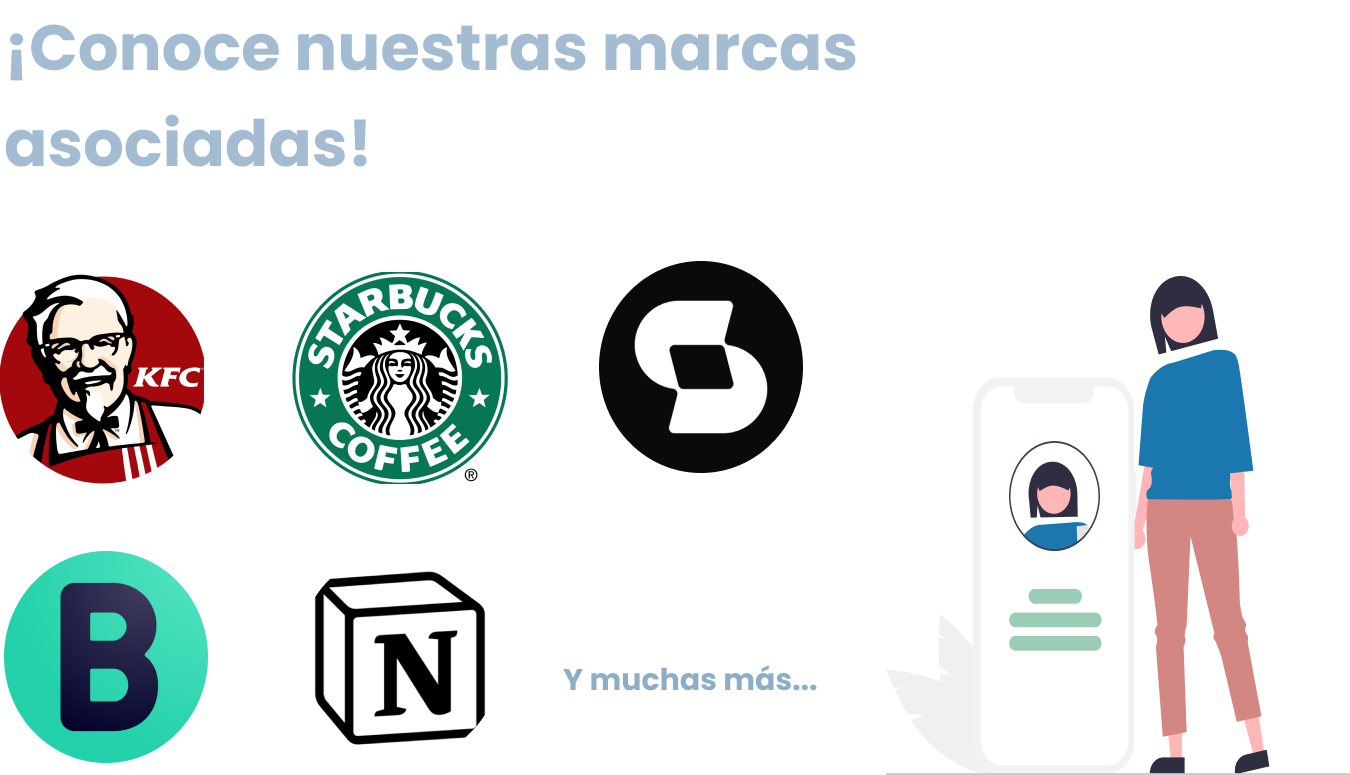 ¡Conoce nuestras marcas
asociadas!
KFC
STARBUCKS
COFFEE
®
B
N
Y muchas más...